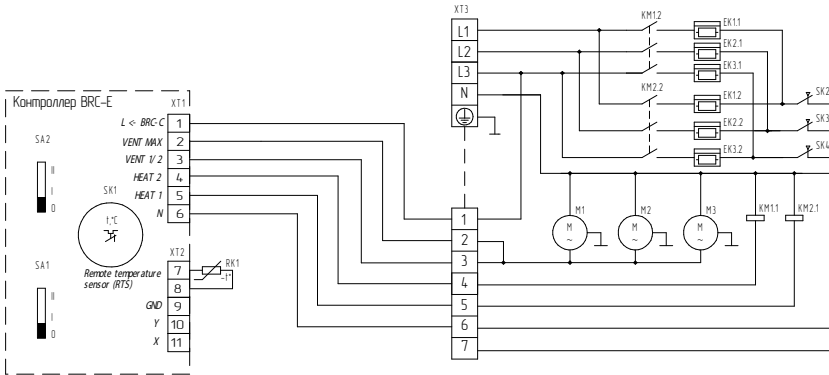 XT3
L1
L2
L3
N
KM1.2
EK1.1
EK2.1
EK3.1
KM2.2
EK1.2
EK2.2
EK3.2
SK2
SK3
SK4
Контроллер BRC-E
XT1
L <- BRC-C 1
VENT MAX 2
VENT 1/2 3
HEAT 2 4
HEAT 1 5
N 6
SA2
II
I
0
SK1
t,°C
XT2
Remote temperature
sensor (RTS)
7
8
GND 9
Y 10
X 11
RK1
-t°
SA1
II
I
0
1
2
3
4
5
6
7
M1
M
~
M2
M
~
M3
M
~
KM1.1
KM2.1